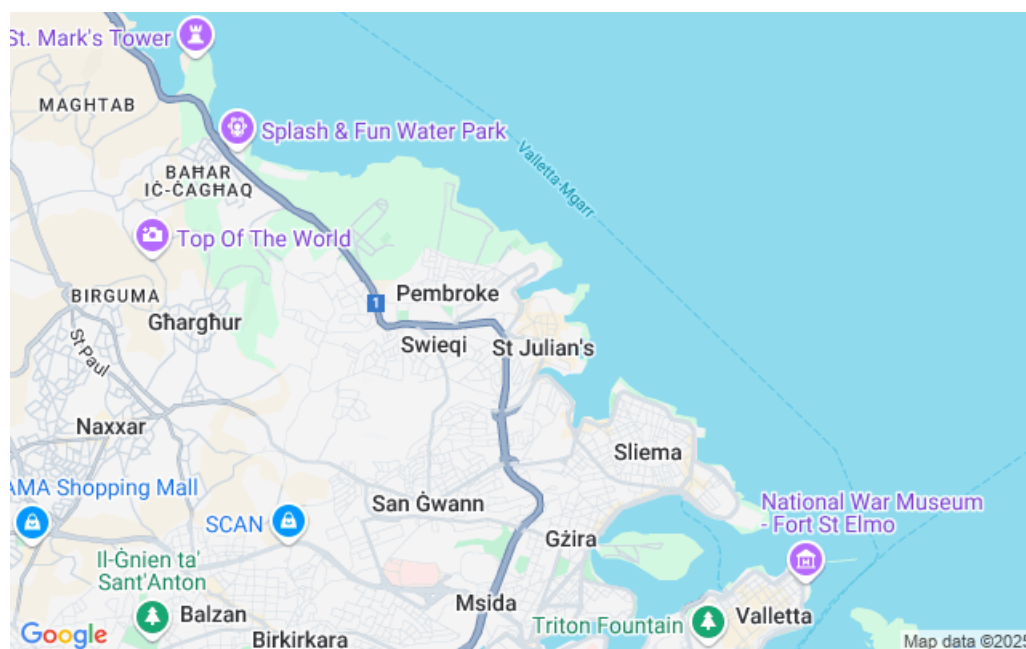 St. Mark's Tower
MAGHTAB
Splash & Fun Water Park
Valletta-Mgarr
BAĦAR
IĊ-ĊAGĦAQ
Top Of The World
BIRGUMA
1
Pembroke
Għargħur
St Paul
Swieqi
St Julian's
Naxxar
Sliema
AMA Shopping Mall
San Ġwann
National War Museum
- Fort St Elmo
SCAN
Gżira
Il-Ġnien ta'
Sant'Anton
Msida
Balzan
Triton Fountain
Valletta
Google
Birkirkara
Map data ©2025